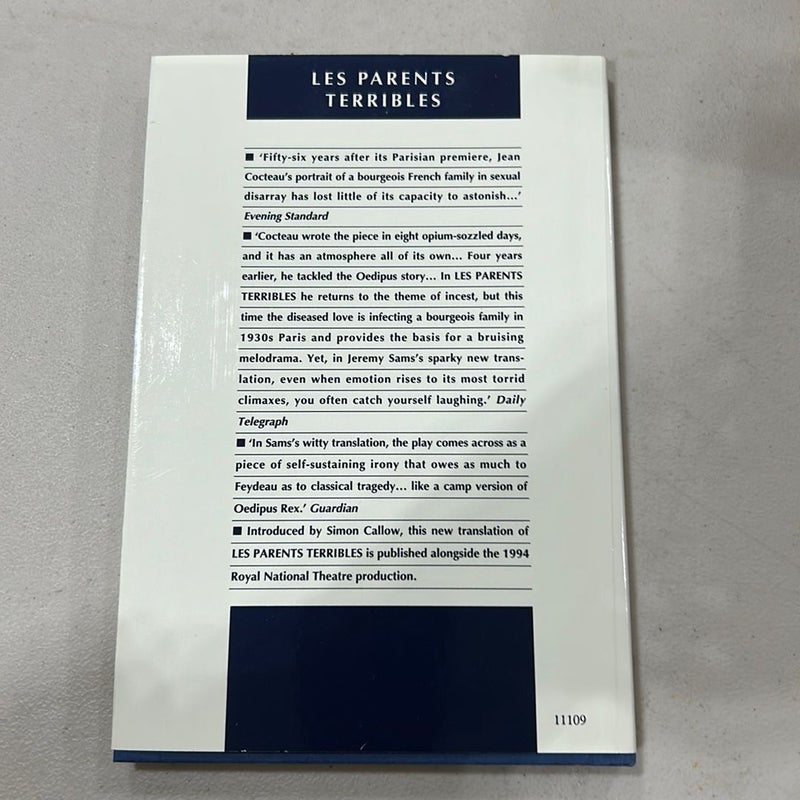 LES PARENTS
TERRIBLES
■ ‘Fifty-six years after its Parisian premiere, Jean
Cocteau’s portrait of a bourgeois French family in sexual
disarray has lost little of its capacity to astonish...’
Evening Standard
■ ‘Cocteau wrote the piece in eight opium-sozzled days,
and it has an atmosphere all of its own... Four years
earlier, he tackled the Oedipus story... In LES PARENTS
TERRIBLES he returns to the theme of incest, but this
time the diseased love is infecting a bourgeois family in
1930s Paris and provides the basis for a bruising
melodrama. Yet, in Jeremy Sams’s sparky new trans-
lation, even when emotion rises to its most torrid
climaxes, you often catch yourself laughing.’ Daily
Telegraph
■ ‘In Sams’s witty translation, the play comes across as a
piece of self-sustaining irony that owes as much to
Feydeau as to classical tragedy... like a camp version of
Oedipus Rex.’ Guardian
■ Introduced by Simon Callow, this new translation of
LES PARENTS TERRIBLES is published alongside the 1994
Royal National Theatre production.
11109